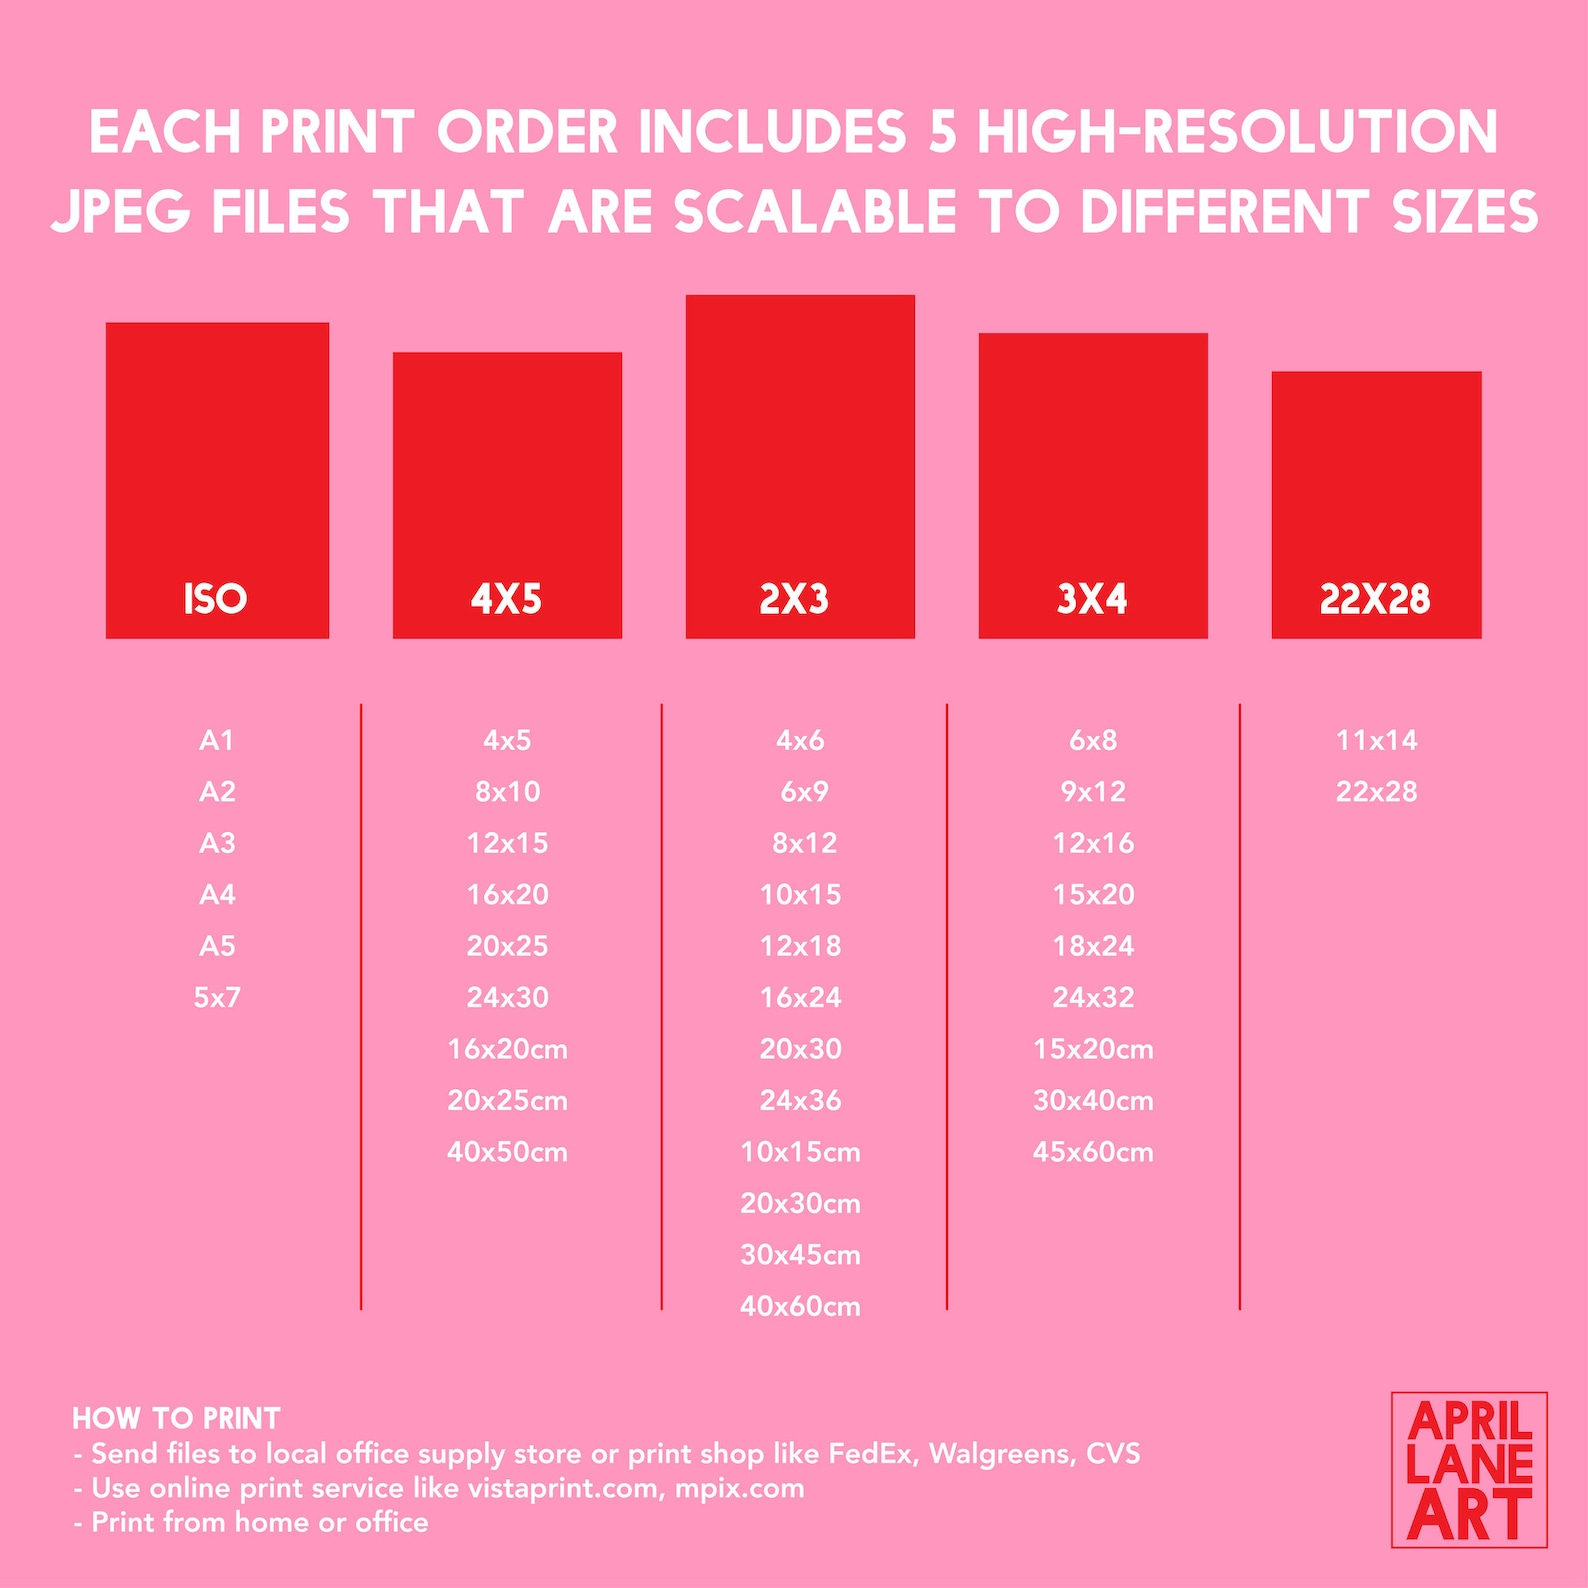 EACH PRINT ORDER INCLUDES 5 HIGH-RESOLUTION
JPEG FILES THAT ARE SCALABLE TO DIFFERENT SIZES
ISO
4X5
2X3
3X4
22X28
A1
A2
A3
A4
A5
5x7
4x5
8x10
12x15
16x20
20x25
24x30
16x20cm
20x25cm
40x50cm
4x6
6x9
8x12
10x15
12x18
16x24
20x30
24x36
10x15cm
20x30cm
30x45cm
40x60cm
6x8
9x12
12x16
15x20
18x24
24x32
15x20cm
30x40cm
45x60cm
11x14
22x28
HOW TO PRINT
- Send files to local office supply store or print shop like FedEx, Walgreens, CVS
- Use online print service like vistaprint.com, mpix.com
- Print from home or office
APRIL
LANE
ART